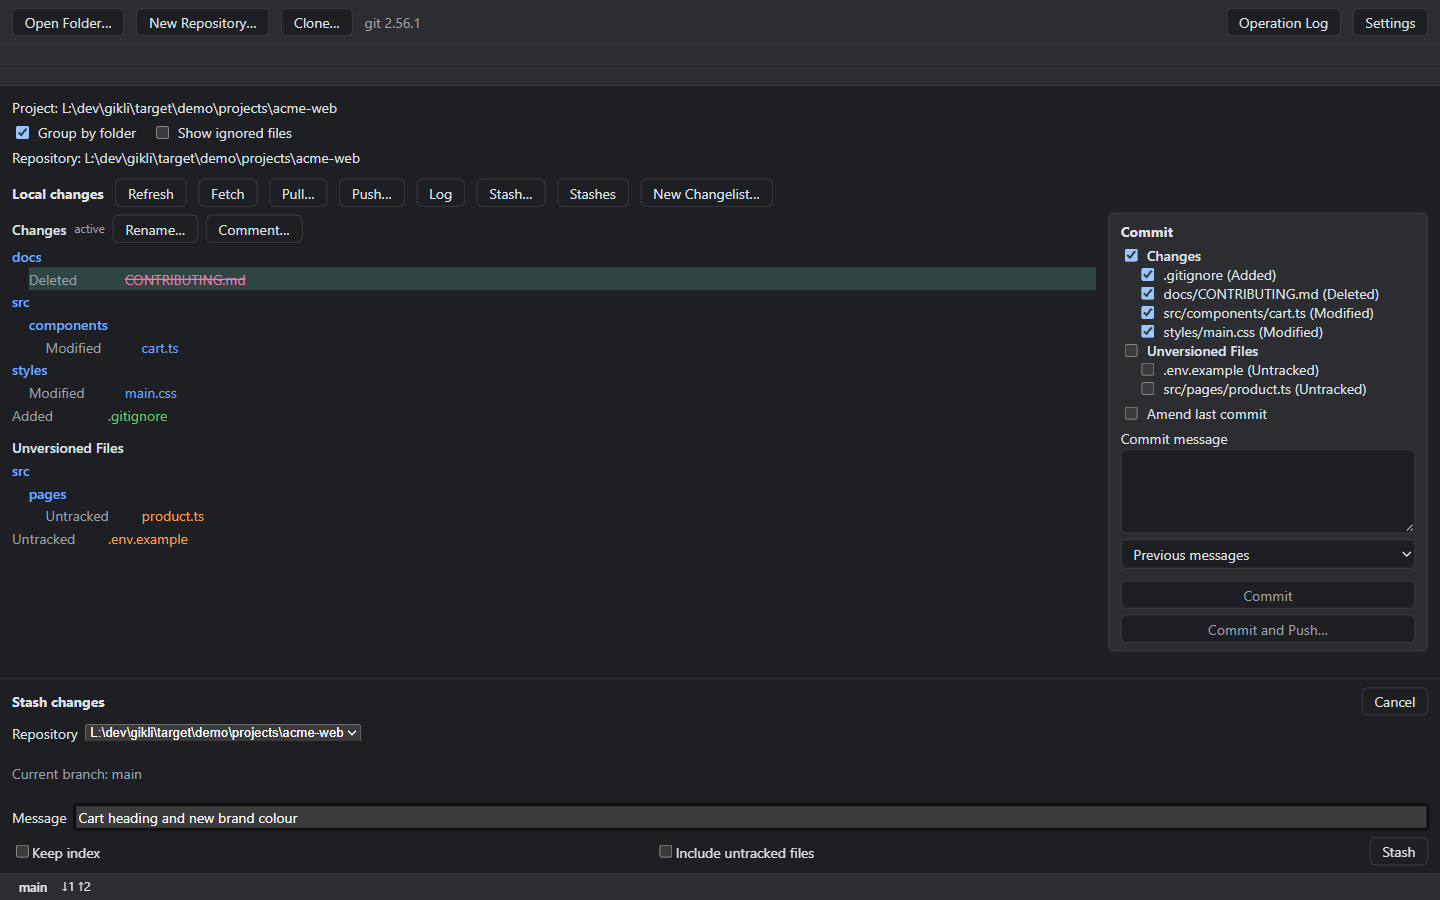 Open Folder... New Repository... Clone... git 2.56.1 Operation Log Settings
Project: L:\dev\gikli\target\demo\projects\acme-web
Group by folder Show ignored files
Repository: L:\dev\gikli\target\demo\projects\acme-web
Local changes Refresh Fetch Pull... Push... Log Stash... Stashes New Changelist...
Changes active Rename... Comment...
docs
Deleted CONTRIBUTING.md
src
components
Modified cart.ts
styles
Modified main.css
Added .gitignore
Unversioned Files
src
pages
Untracked product.ts
Untracked .env.example
Commit
Changes
.gitignore (Added)
docs/CONTRIBUTING.md (Deleted)
src/components/cart.ts (Modified)
styles/main.css (Modified)
Unversioned Files
.env.example (Untracked)
src/pages/product.ts (Untracked)
Amend last commit
Commit message
Previous messages
Commit
Commit and Push...
Stash changes Cancel
Repository L:\dev\gikli\target\demo\projects\acme-web
Current branch: main
Message Cart heading and new brand colour
Keep index Include untracked files Stash
main ↓1 ↑2